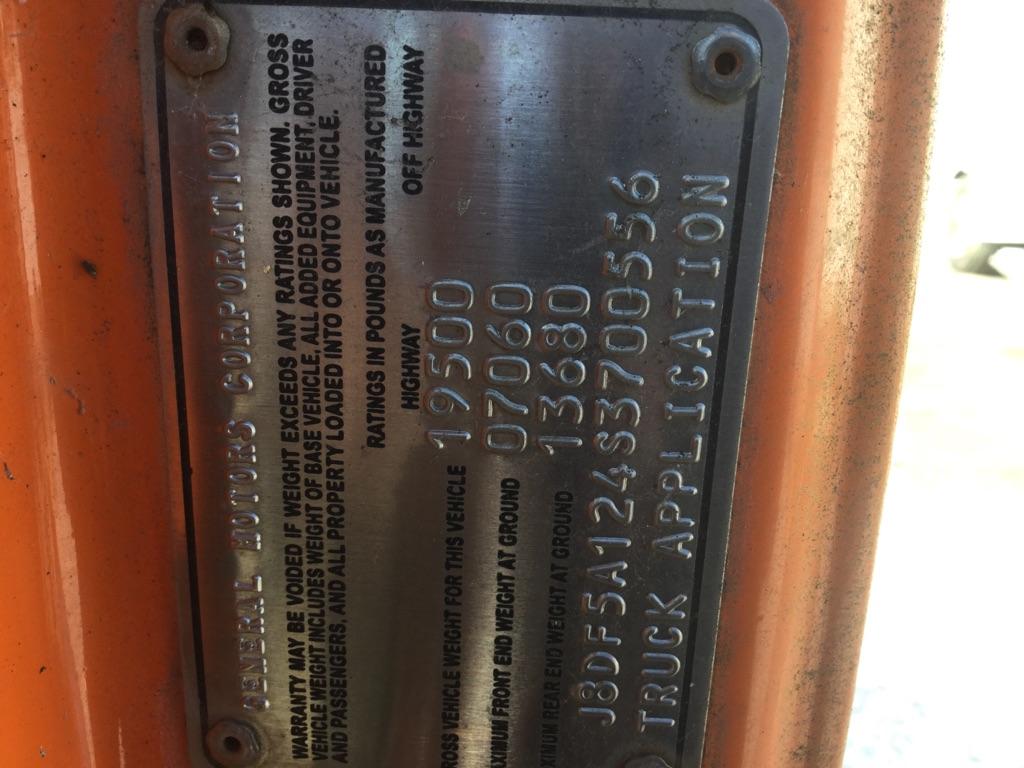 GENERAL MOTORS CORPORATION
WARRANTY MAY BE VOIDED IF WEIGHT EXCEEDS ANY RATINGS SHOWN. GROSS
VEHICLE WEIGHT INCLUDES WEIGHT OF BASE VEHICLE, ALL ADDED EQUIPMENT, DRIVER
AND PASSENGERS, AND ALL PROPERTY LOADED INTO OR ONTO VEHICLE.
RATINGS IN POUNDS AS MANUFACTURED
HIGHWAY OFF HIGHWAY
ROSS VEHICLE WEIGHT FOR THIS VEHICLE 19500
XIMUM FRONT END WEIGHT AT GROUND 07060
XIMUM REAR END WEIGHT AT GROUND 13680
J8DF5A124S3700556
TRUCK APPLICATION